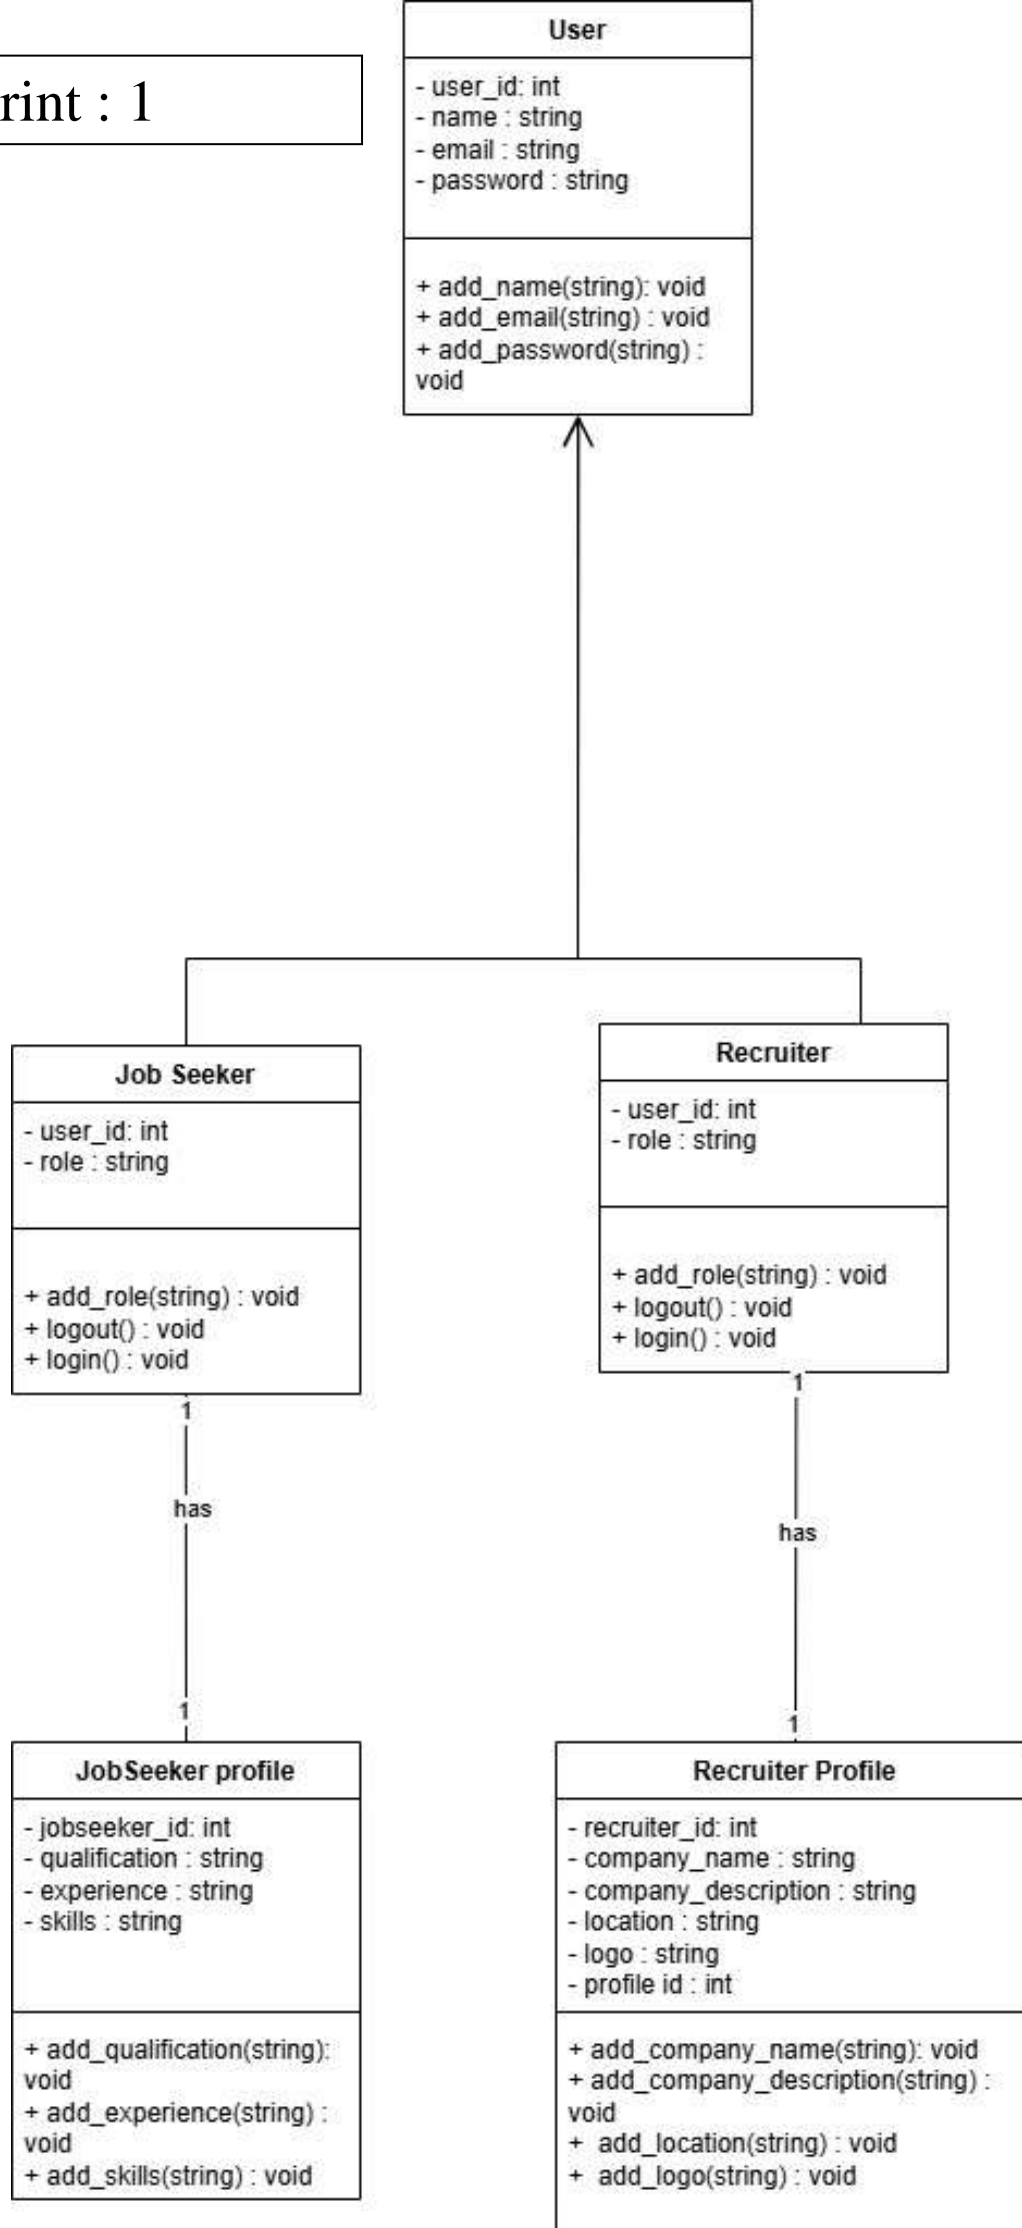 User
rint : 1
- user_id: int
- name : string
- email : string
- password : string
+ add_name(string): void
+ add_email(string) : void
+ add_password(string) :
void
Job Seeker
- user_id: int
- role : string
+ add_role(string) : void
+ logout() : void
+ login() : void
Recruiter
- user_id: int
- role : string
+ add_role(string) : void
+ logout() : void
+ login() : void
1
has
1
1
has
1
JobSeeker profile
- jobseeker_id: int
- qualification : string
- experience : string
- skills : string
+ add_qualification(string):
void
+ add_experience(string) :
void
+ add_skills(string) : void
Recruiter Profile
- recruiter_id: int
- company_name : string
- company_description : string
- location : string
- logo : string
- profile id : int
+ add_company_name(string): void
+ add_company_description(string) :
void
+ add_location(string) : void
+ add_logo(string) : void